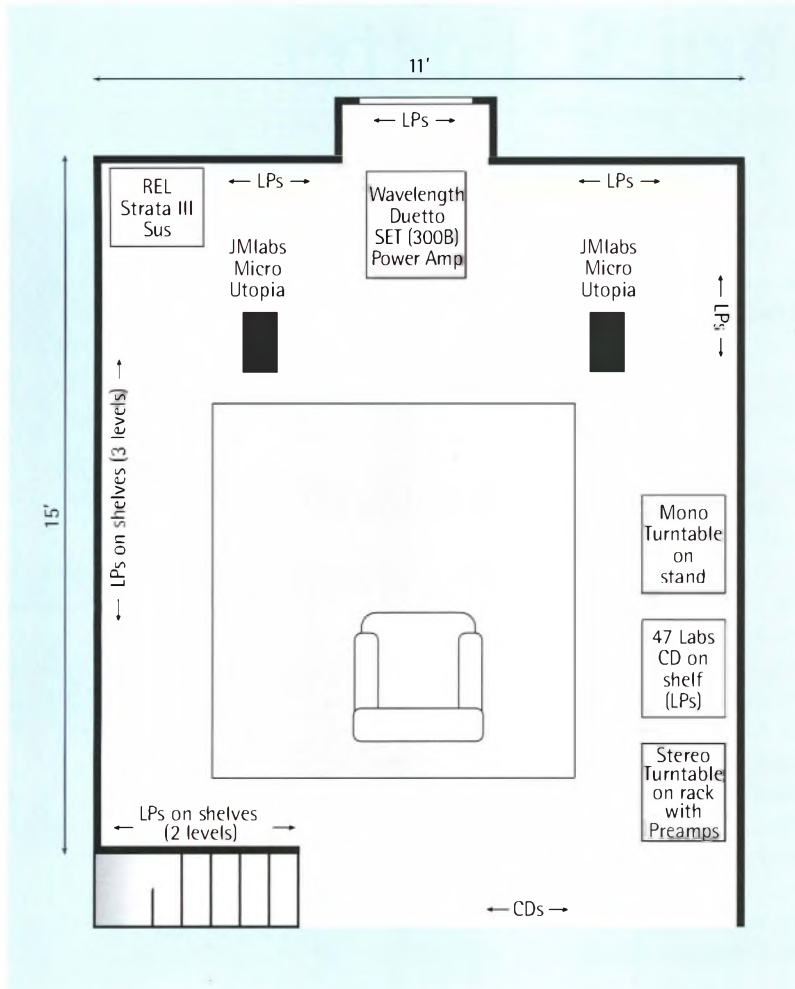 11'
← LPs →
REL
Strata III
Sus
← LPs →
Wavelength
Duetto
SET (300B)
Power Amp
← LPs →
JMlabs
Micro
Utopia
JMlabs
Micro
Utopia
← LPs →
← LPs on shelves (3 levels) →
15'
Mono
Turntable
on
stand
47 Labs
CD on
shelf
(LPs)
Stereo
Turntable
on rack
with
Preamps
LPs on shelves
← (2 levels) →
← CDs →